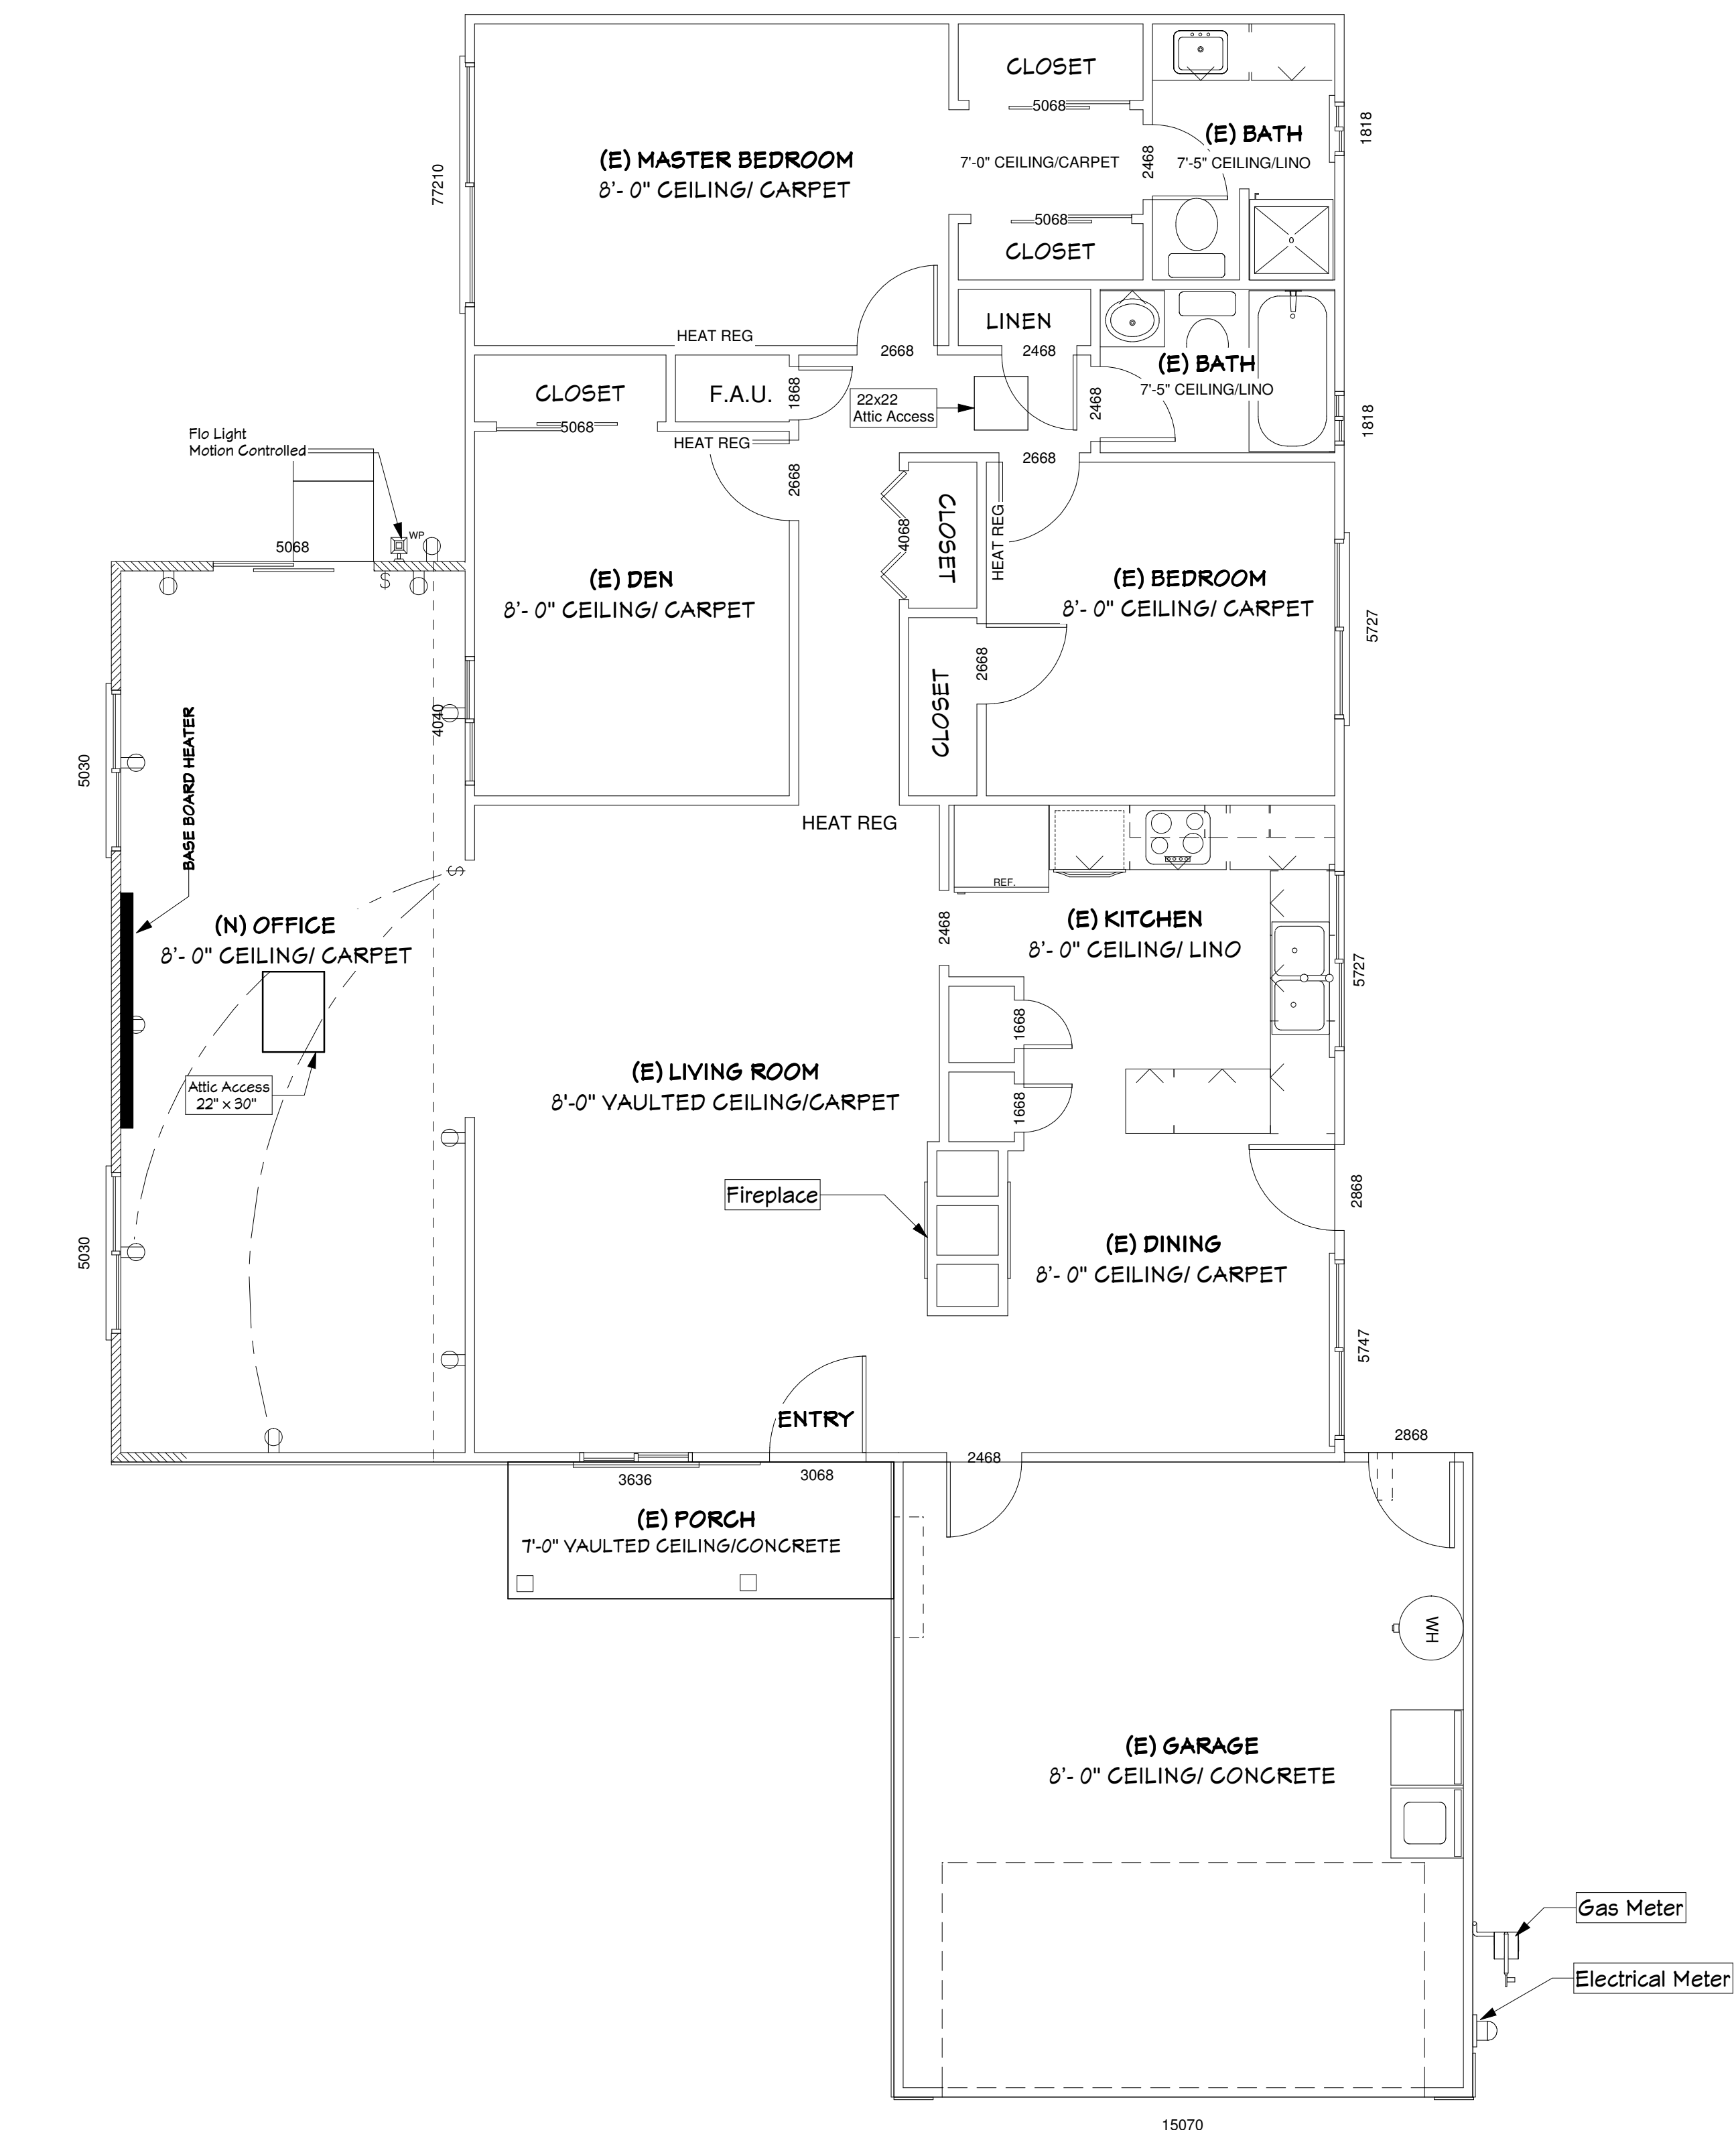 CLOSET
5068
(E) BATH
7'-5" CEILING/LINO
1818
(E) MASTER BEDROOM
8'- 0" CEILING/ CARPET
7'-0" CEILING/CARPET
2468
77210
5068
CLOSET
LINEN
HEAT REG
2668
2468
(E) BATH
7'-5" CEILING/LINO
CLOSET
F.A.U.
1868
22x22
Attic Access
2468
1818
5068
HEAT REG
Flo Light
Motion Controlled
2668
2668
WP
5068
4068
CLOSET
HEAT REG
(E) DEN
8'- 0" CEILING/ CARPET
(E) BEDROOM
8'- 0" CEILING/ CARPET
5727
2668
CLOSET
4040
$
5030
BASE BOARD HEATER
HEAT REG
$
REF.
(N) OFFICE
8'- 0" CEILING/ CARPET
2468
(E) KITCHEN
8'- 0" CEILING/ LINO
5727
1668
(E) LIVING ROOM
8'-0" VAULTED CEILING/CARPET
Attic Access
22" x 30"
1668
Fireplace
2868
5030
(E) DINING
8'- 0" CEILING/ CARPET
5747
ENTRY
2868
2468
3636
3068
(E) PORCH
7'-0" VAULTED CEILING/CONCRETE
WH
(E) GARAGE
8'- 0" CEILING/ CONCRETE
Gas Meter
Electrical Meter
15070